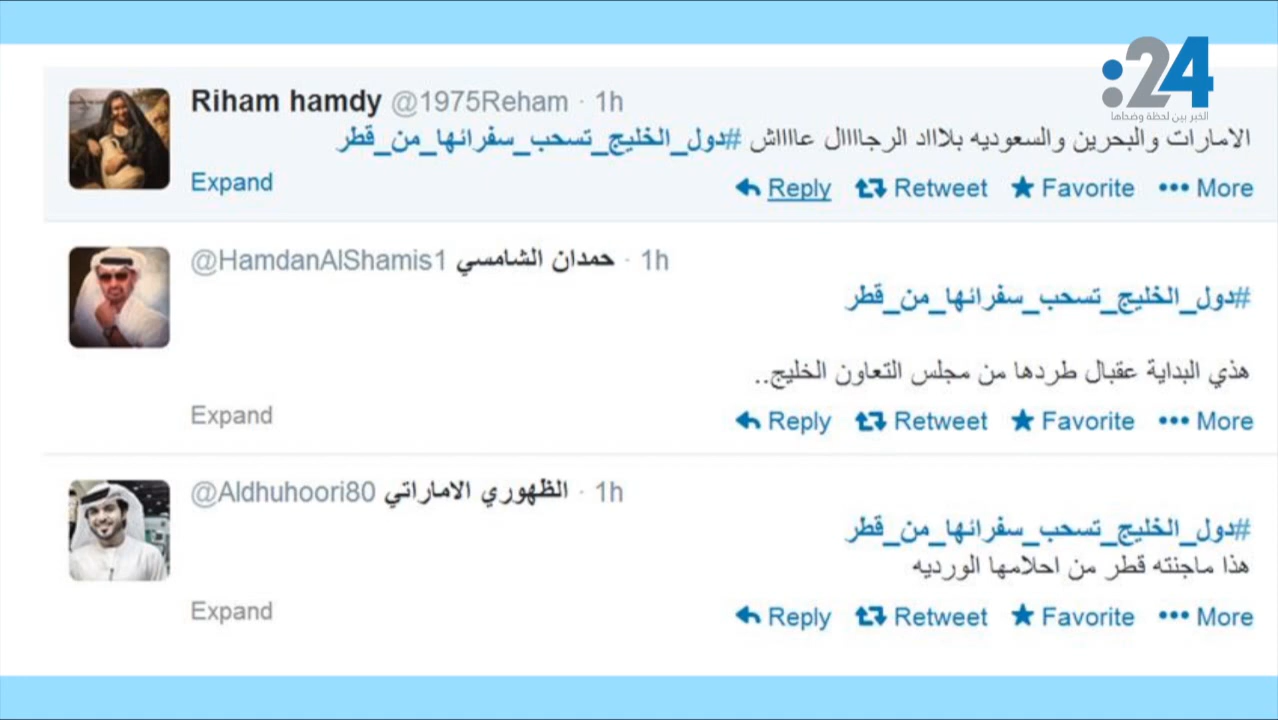 :24
الخبر بين لحظة وضحاها
Riham hamdy @1975Reham · 1h
الامارات والبحرين والسعوديه بلاااد الرجاااال عاااش #دول_الخليج_تسحب_سفرائها_من_قطر
Expand
Reply Retweet Favorite More
@HamdanAlShamis1 حمدان الشامسي · 1h
#دول_الخليج_تسحب_سفرائها_من_قطر
هذي البداية عقبال طردها من مجلس التعاون الخليج..
Expand
Reply Retweet Favorite More
@Aldhuhoori80 الظهوري الاماراتي · 1h
#دول_الخليج_تسحب_سفرائها_من_قطر
هذا ماجنته قطر من احلامها الورديه
Expand
Reply Retweet Favorite More